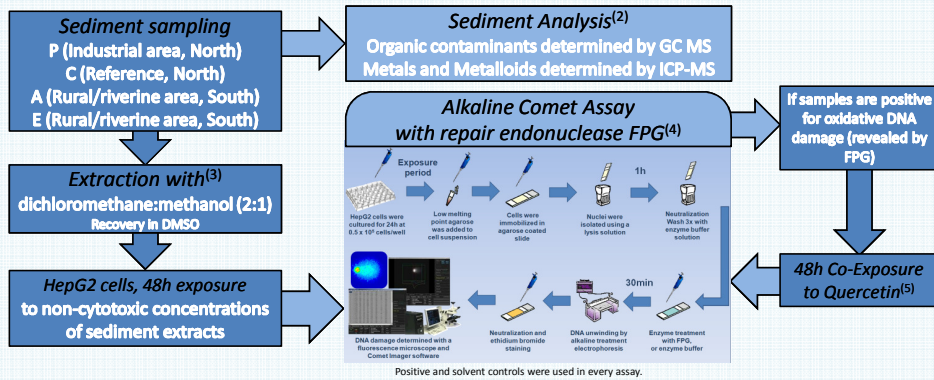 Sediment sampling
P (Industrial area, North)
C (Reference, North)
A (Rural/riverine area, South)
E (Rural/riverine area, South)
Extraction with(3)
dichloromethane:methanol (2:1)
Recovery in DMSO
HepG2 cells, 48h exposure
to non-cytotoxic concentrations
of sediment extracts
Sediment Analysis(2)
Organic contaminants determined by GC MS
Metals and Metalloids determined by ICP-MS
Alkaline Comet Assay
with repair endonuclease FPG(4)
Exposure
period
HepG2 cells were
cultured for 24h at
0.5 x 10⁶ cells/well
Low melting
point agarose
was added to
cell suspension
Cells were
immobilized in
agarose coated
slide
Nuclei were
isolated using a
lysis solution
1h
Neutralization
Wash 3x with
enzyme buffer
solution
30min
Enzyme treatment
with FPG,
or enzyme buffer
DNA unwinding by
alkaline treatment
electrophoresis
Neutralization and
ethidium bromide
staining
DNA damage determined with a
fluorescence microscope and
Comet Imager software
If samples are positive
for oxidative DNA
damage (revealed by
FPG)
48h Co-Exposure
to Quercetin(5)
Positive and solvent controls were used in every assay.